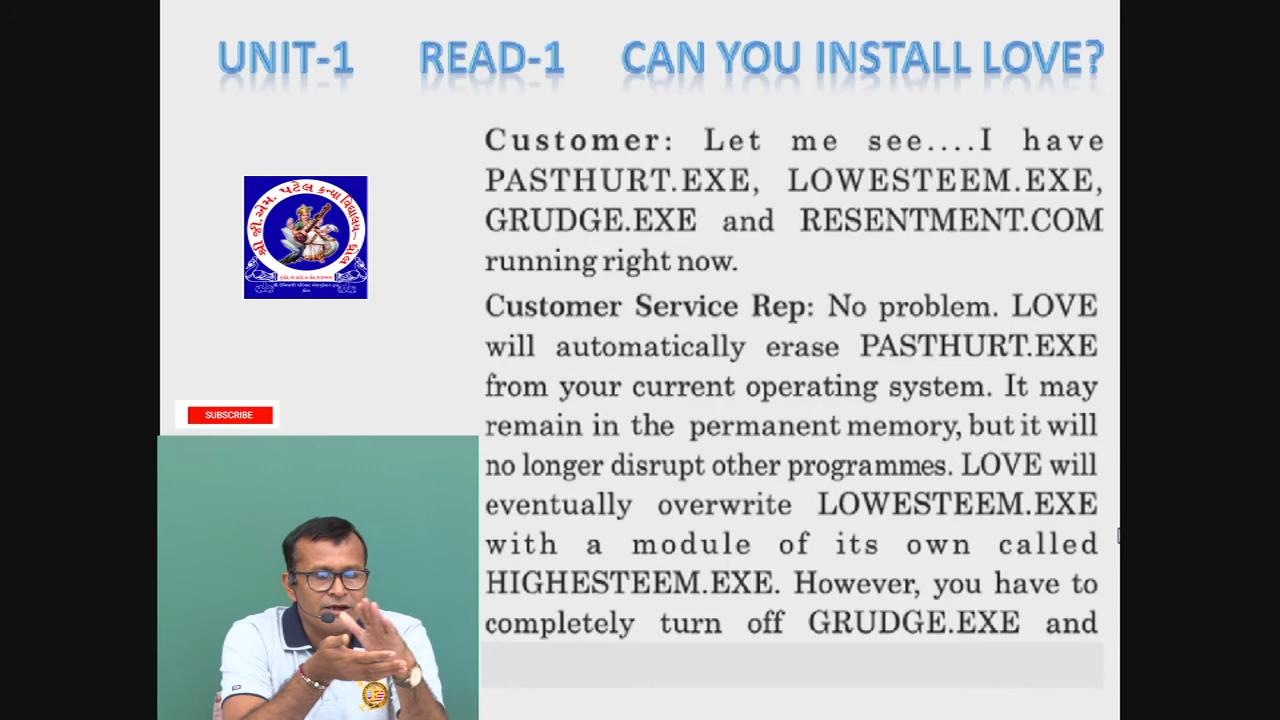 UNIT-1 READ-1 CAN YOU INSTALL LOVE?
શ્રી જી. એમ. પટેલ કન્યા વિદ્યાલય-
SUBSCRIBE
Customer: Let me see....I have
PASTHURT.EXE, LOWESTEEM.EXE,
GRUDGE.EXE and RESENTMENT.COM
running right now.
Customer Service Rep: No problem. LOVE
will automatically erase PASTHURT.EXE
from your current operating system. It may
remain in the permanent memory, but it will
no longer disrupt other programmes. LOVE will
eventually overwrite LOWESTEEM.EXE
with a module of its own called
HIGHESTEEM.EXE. However, you have to
completely turn off GRUDGE.EXE and